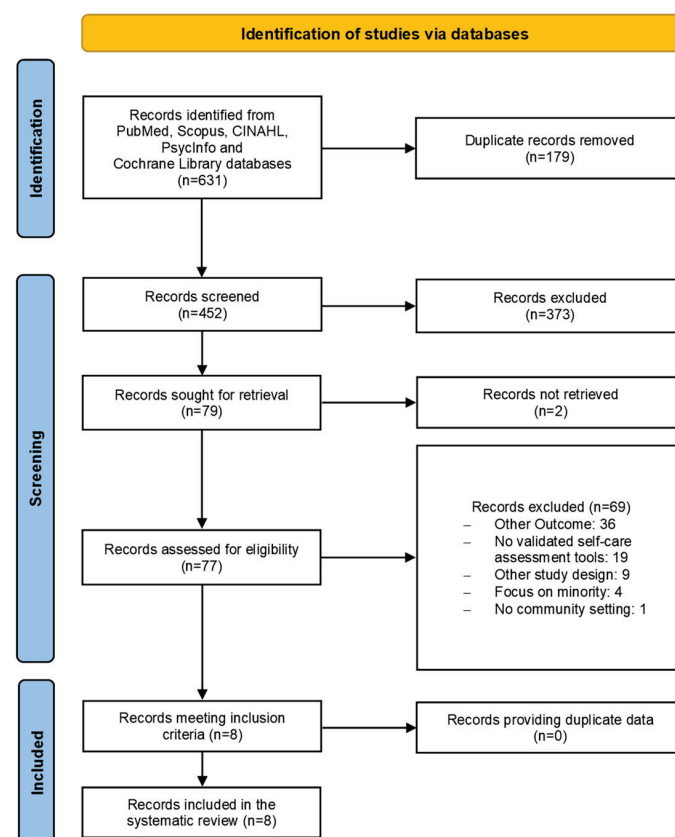 Identification of studies via databases
Identification
Records identified from
PubMed, Scopus, CINAHL,
PsycInfo and
Cochrane Library databases
(n=631)
Duplicate records removed
(n=179)
Screening
Records screened
(n=452)
Records excluded
(n=373)
Records sought for retrieval
(n=79)
Records not retrieved
(n=2)
Records assessed for eligibility
(n=77)
Records excluded (n=69)
– Other Outcome: 36
– No validated self-care
assessment tools: 19
– Other study design: 9
– Focus on minority: 4
– No community setting: 1
Included
Records meeting inclusion
criteria (n=8)
Records providing duplicate data
(n=0)
Records included in the
systematic review (n=8)